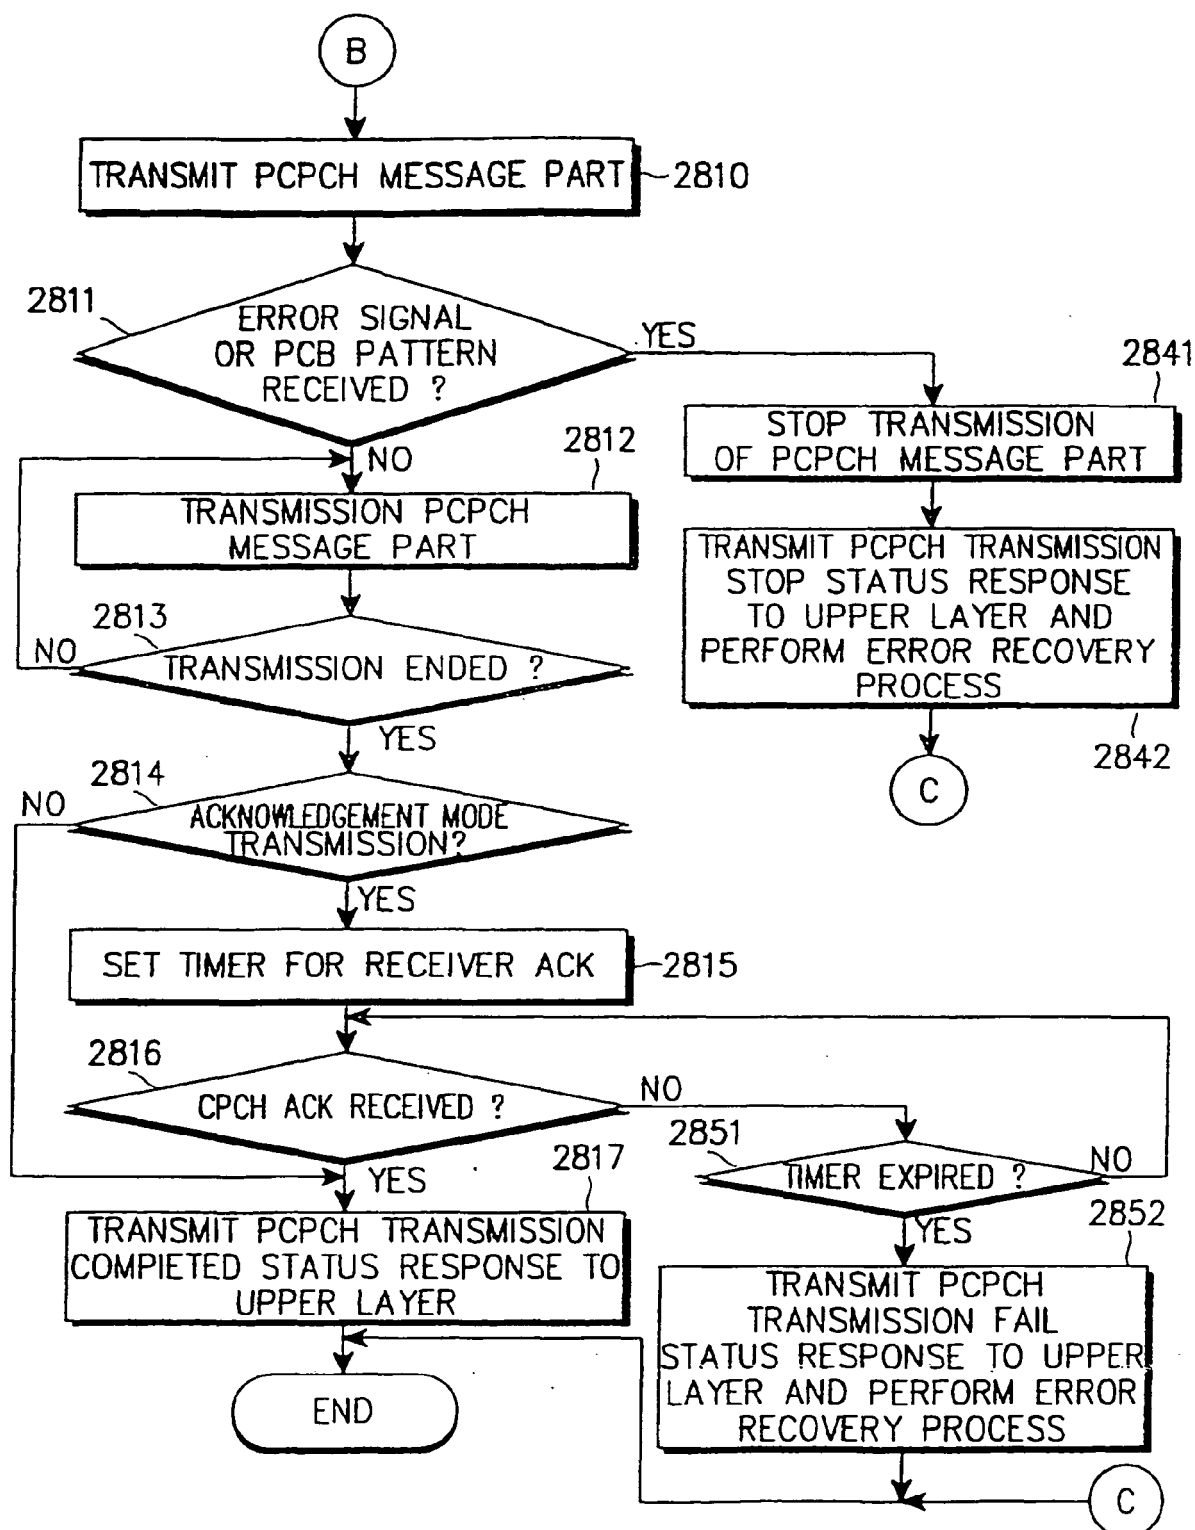 B
TRANSMIT PCPCH MESSAGE PART
2810
2811
ERROR SIGNAL
OR PCB PATTERN
RECEIVED ?
YES
NO
2841
STOP TRANSMISSION
OF PCPCH MESSAGE PART
2812
TRANSMISSION PCPCH
MESSAGE PART
TRANSMIT PCPCH TRANSMISSION
STOP STATUS RESPONSE
TO UPPER LAYER AND
PERFORM ERROR RECOVERY
PROCESS
2842
C
2813
NO
TRANSMISSION ENDED ?
YES
2814
NO
ACKNOWLEDGEMENT MODE
TRANSMISSION?
YES
SET TIMER FOR RECEIVER ACK
2815
2816
CPCH ACK RECEIVED ?
NO
YES
2851
TIMER EXPIRED ?
NO
YES
2817
TRANSMIT PCPCH TRANSMISSION
COMPIETED STATUS RESPONSE TO
UPPER LAYER
2852
TRANSMIT PCPCH
TRANSMISSION FAIL
STATUS RESPONSE TO UPPER
LAYER AND PERFORM ERROR
RECOVERY PROCESS
END
C